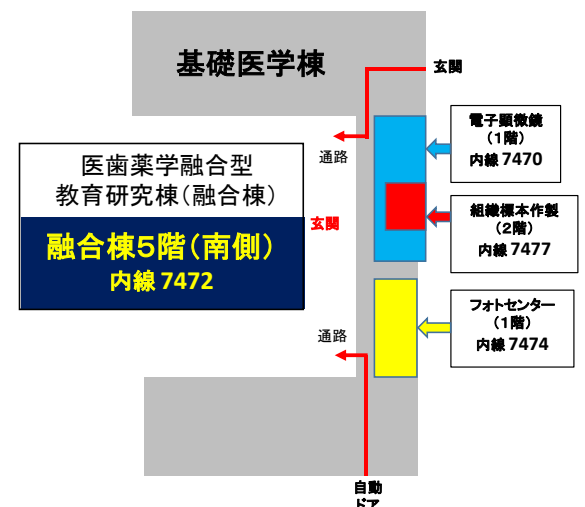 基礎医学棟
玄関
電子顕微鏡
（1階）
内線 7470
通路
医歯薬学融合型
教育研究棟（融合棟）
組織標本作製
（2階）
内線 7477
玄関
融合棟５階（南側）
内線 7472
フォトセンター
（1階）
内線 7474
通路
自動
ドア